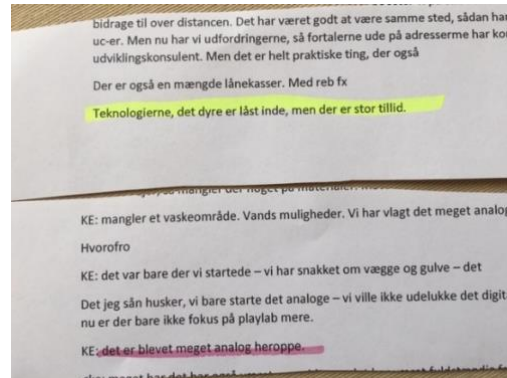 bidrage til over distancen. Det har været godt at være samme sted, sådan har
uc-er. Men nu har vi udfordringerne, så fortalerne ude på adresserme har ko
udviklingskonsulent. Men det er helt praktiske ting, der også
Der er også en mængde lånekasser. Med reb fx
Teknologierne, det dyre er låst inde, men der er stor tillid.
mangler der noget på
KE: mangler et vaskeområde. Vands muligheder. Vi har vlagt det meget analog
Hvorofro
KE: det var bare der vi startede – vi har snakket om vægge og gulve – det
Det jeg sån husker, vi bare starte det analoge – vi ville ikke udelukke det digit
nu er der bare ikke fokus på playlab mere.
KE: det er blevet meget analog heroppe.